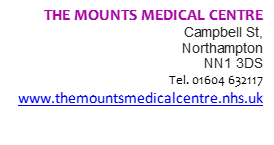 THE MOUNTS MEDICAL CENTRE
Campbell St,
Northampton
NN1 3DS
Tel. 01604 632117
www.themountsmedicalcentre.nhs.uk